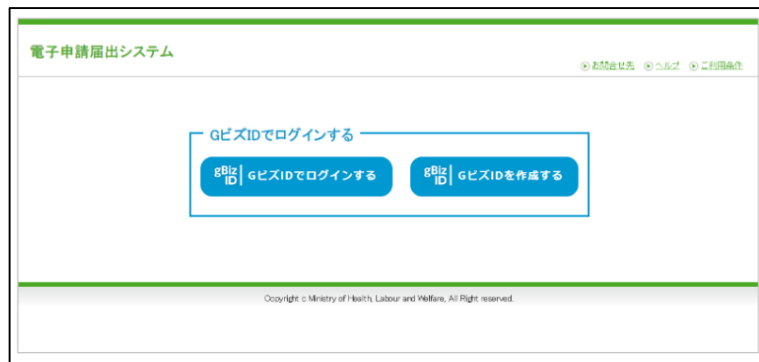 電子申請届出システム
お問合せ先 ヘルプ ご利用条件
GビズIDでログインする
gBiz ID GビズIDでログインする gBiz ID GビズIDを作成する
Copyright c Ministry of Health, Labour and Welfare, All Right reserved.